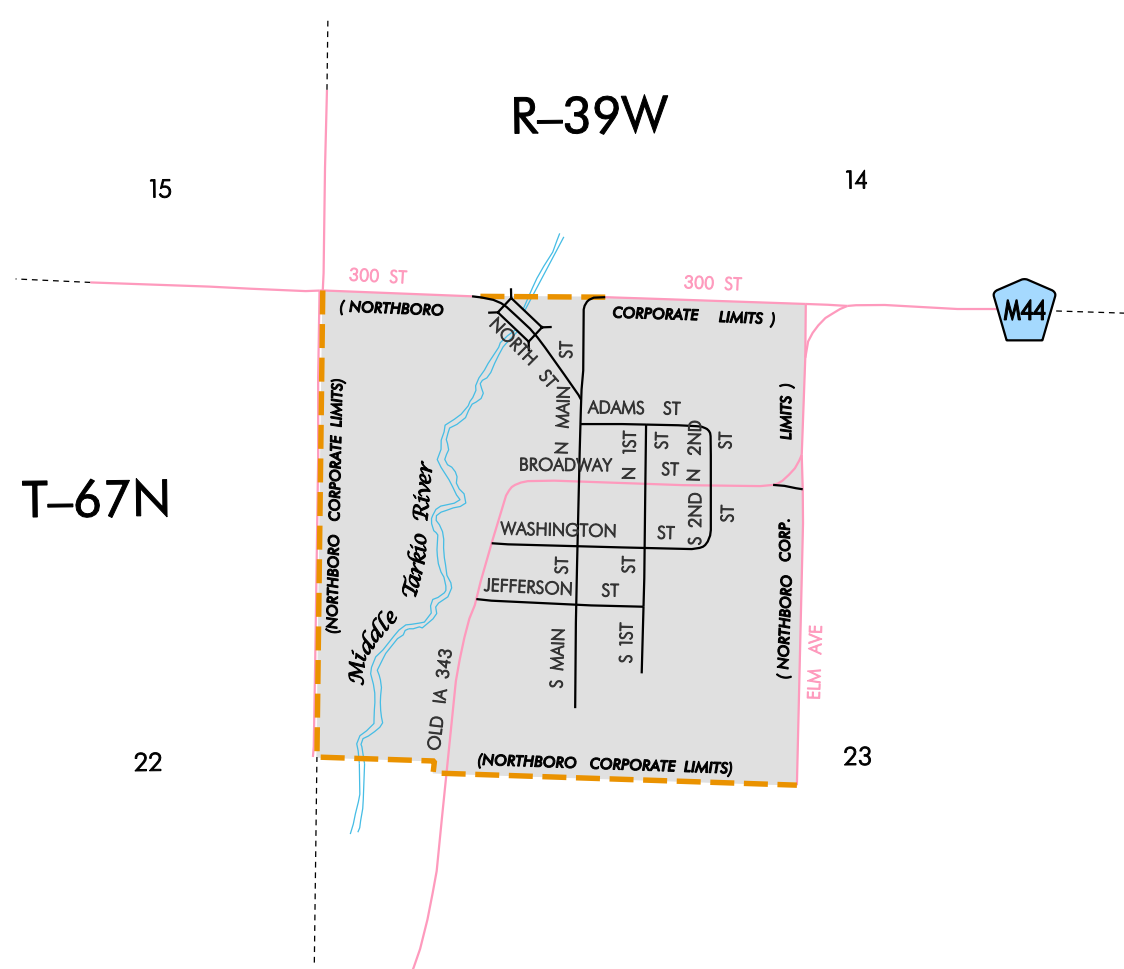 R–39W
15
14
300 ST
300 ST
( NORTHBORO
CORPORATE LIMITS )
M44
NORTH ST
N MAIN ST
(NORTHBORO CORPORATE LIMITS)
LIMITS )
ADAMS ST
N 1ST ST
N 2ND ST
BROADWAY ST
T–67N
Middle Tarkio River
S 2ND ST
WASHINGTON ST
( NORTHBORO CORP.
JEFFERSON ST
S MAIN ST
S 1ST ST
ELM AVE
OLD IA 343
22
(NORTHBORO CORPORATE LIMITS)
23